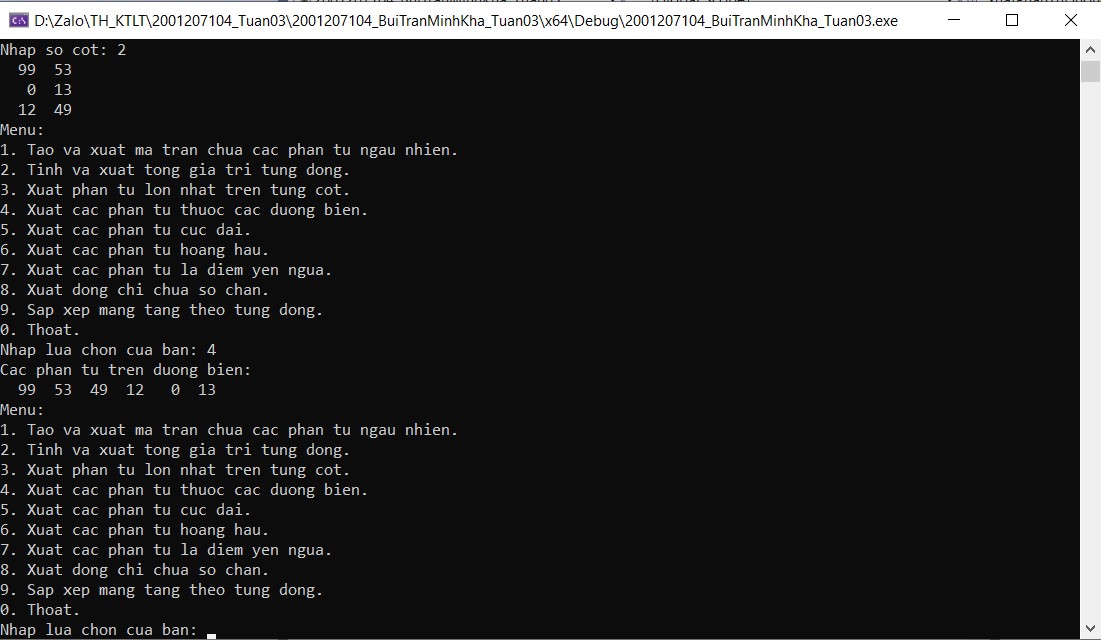 D:\Zalo\TH_KTLT\2001207104_Tuan03\2001207104_BuiTranMinhKha_Tuan03\x64\Debug\2001207104_BuiTranMinhKha_Tuan03.exe
Nhap so cot: 2
99 53
0 13
12 49
Menu:
1. Tao va xuat ma tran chua cac phan tu ngau nhien.
2. Tinh va xuat tong gia tri tung dong.
3. Xuat phan tu lon nhat tren tung cot.
4. Xuat cac phan tu thuoc cac duong bien.
5. Xuat cac phan tu cuc dai.
6. Xuat cac phan tu hoang hau.
7. Xuat cac phan tu la diem yen ngua.
8. Xuat dong chi chua so chan.
9. Sap xep mang tang theo tung dong.
0. Thoat.
Nhap lua chon cua ban: 4
Cac phan tu tren duong bien:
99 53 49 12 0 13
Menu:
1. Tao va xuat ma tran chua cac phan tu ngau nhien.
2. Tinh va xuat tong gia tri tung dong.
3. Xuat phan tu lon nhat tren tung cot.
4. Xuat cac phan tu thuoc cac duong bien.
5. Xuat cac phan tu cuc dai.
6. Xuat cac phan tu hoang hau.
7. Xuat cac phan tu la diem yen ngua.
8. Xuat dong chi chua so chan.
9. Sap xep mang tang theo tung dong.
0. Thoat.
Nhap lua chon cua ban: